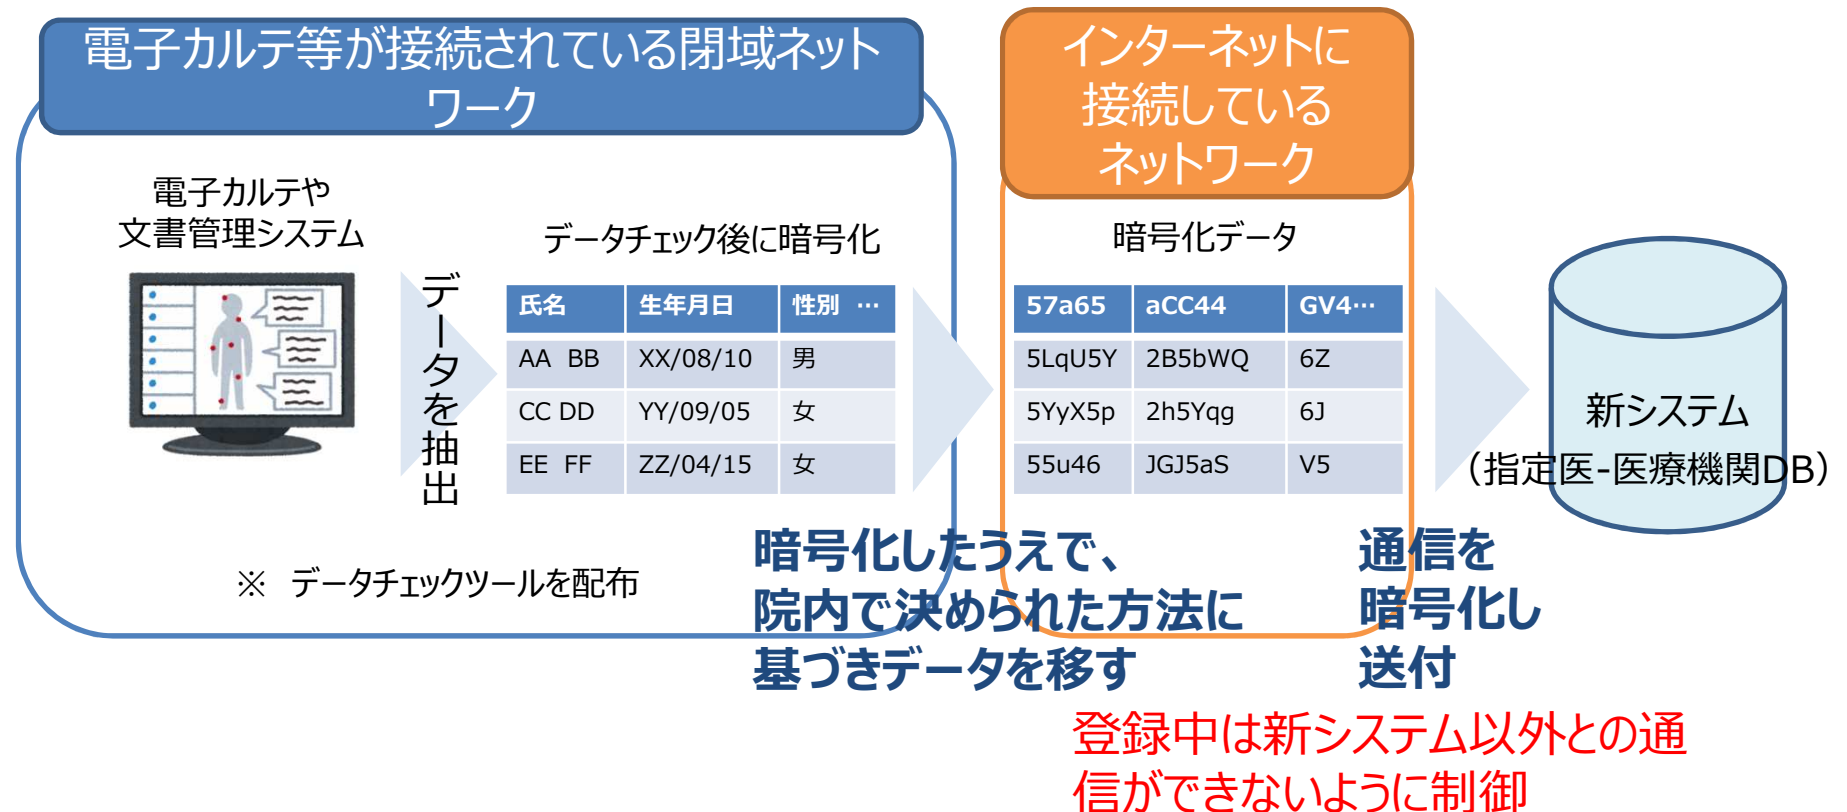 電子カルテ等が接続されている閉域ネット
ワーク
インターネットに
接続している
ネットワーク
電子カルテや
文書管理システム
データを抽出
データチェック後に暗号化
氏名 生年月日 性別 …
AA BB XX/08/10 男
CC DD YY/09/05 女
EE FF ZZ/04/15 女
※ データチェックツールを配布
暗号化データ
57a65 aCC44 GV4…
5LqU5Y 2B5bWQ 6Z
5YyX5p 2h5Yqg 6J
55u46 JGJ5aS V5
新システム
（指定医-医療機関DB）
暗号化したうえで、
院内で決められた方法に
基づきデータを移す
通信を
暗号化し
送付
登録中は新システム以外との通
信ができないように制御